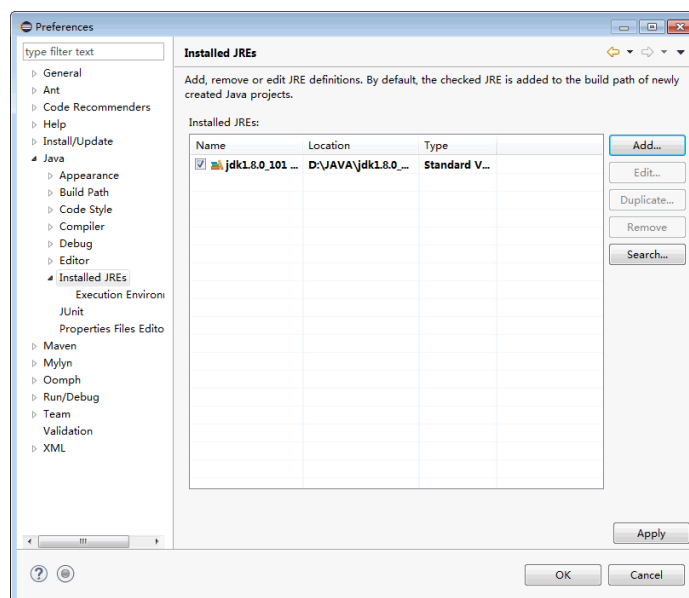 Preferences
type filter text
General
Ant
Code Recommenders
Help
Install/Update
Java
Appearance
Build Path
Code Style
Compiler
Debug
Editor
Installed JREs
Execution Environi
JUnit
Properties Files Edito
Maven
Mylyn
Oomph
Run/Debug
Team
Validation
XML
Installed JREs
Add, remove or edit JRE definitions. By default, the checked JRE is added to the build path of newly
created Java projects.
Installed JREs:
Name Location Type
jdk1.8.0_101 ... D:\JAVA\jdk1.8.0_... Standard V...
Add...
Edit...
Duplicate...
Remove
Search...
Apply
OK Cancel